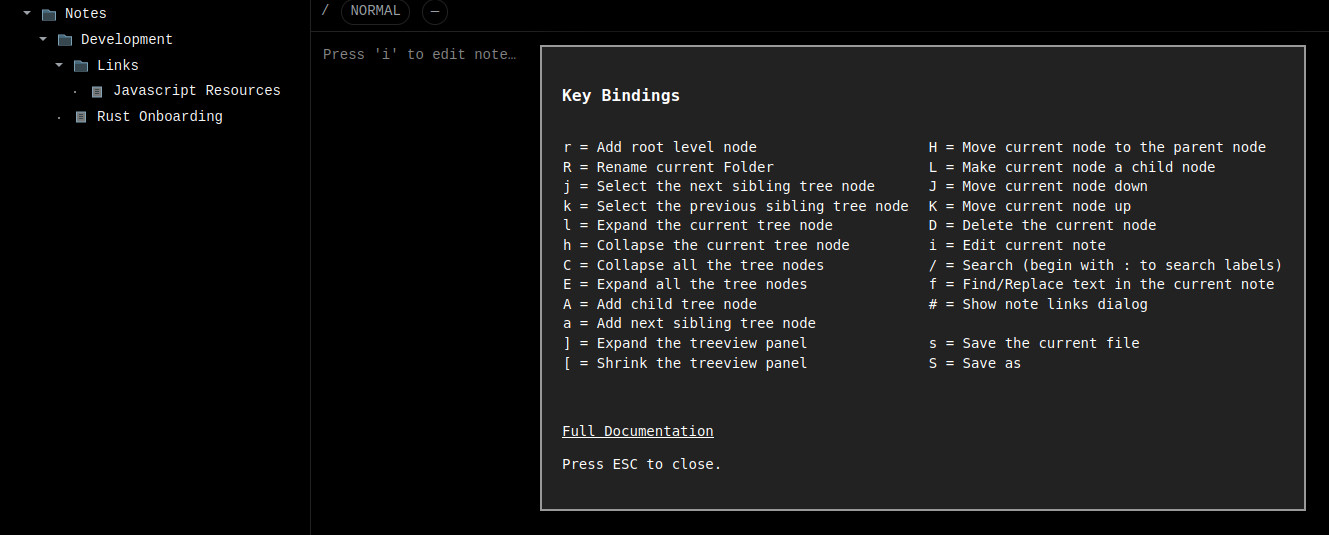 Notes
Development
Links
Javascript Resources
Rust Onboarding
/ NORMAL —
Press 'i' to edit note…
Key Bindings
r = Add root level node
R = Rename current Folder
j = Select the next sibling tree node
k = Select the previous sibling tree node
l = Expand the current tree node
h = Collapse the current tree node
C = Collapse all the tree nodes
E = Expand all the tree nodes
A = Add child tree node
a = Add next sibling tree node
] = Expand the treeview panel
[ = Shrink the treeview panel
H = Move current node to the parent node
L = Make current node a child node
J = Move current node down
K = Move current node up
D = Delete the current node
i = Edit current note
/ = Search (begin with : to search labels)
f = Find/Replace text in the current note
# = Show note links dialog
s = Save the current file
S = Save as
Full Documentation
Press ESC to close.